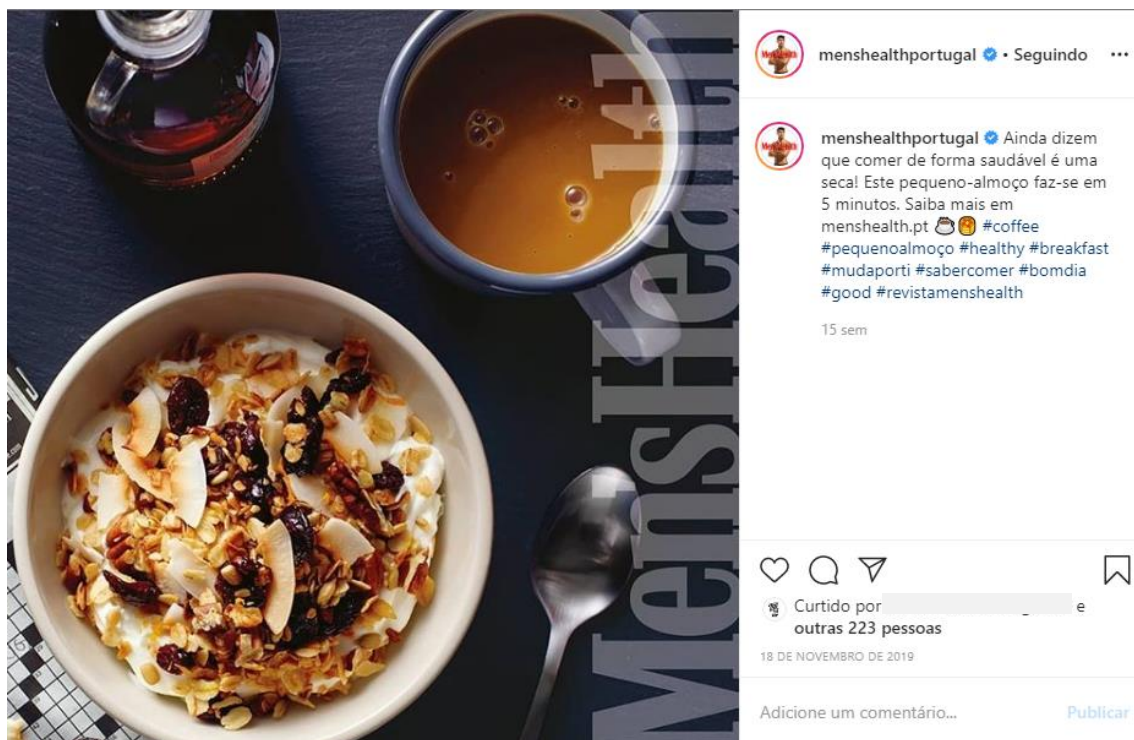 MensHealth
menshealthportugal • Seguindo
menshealthportugal Ainda dizem
que comer de forma saudável é uma
seca! Este pequeno-almoço faz-se em
5 minutos. Saiba mais em
menshealth.pt ☕🍞 #coffee
#pequenoalmoço #healthy #breakfast
#mudaporti #sabercomer #bomdia
#good #revistamenshealth
15 sem
Curtido por e
outras 223 pessoas
18 DE NOVEMBRO DE 2019
Adicione um comentário... Publicar